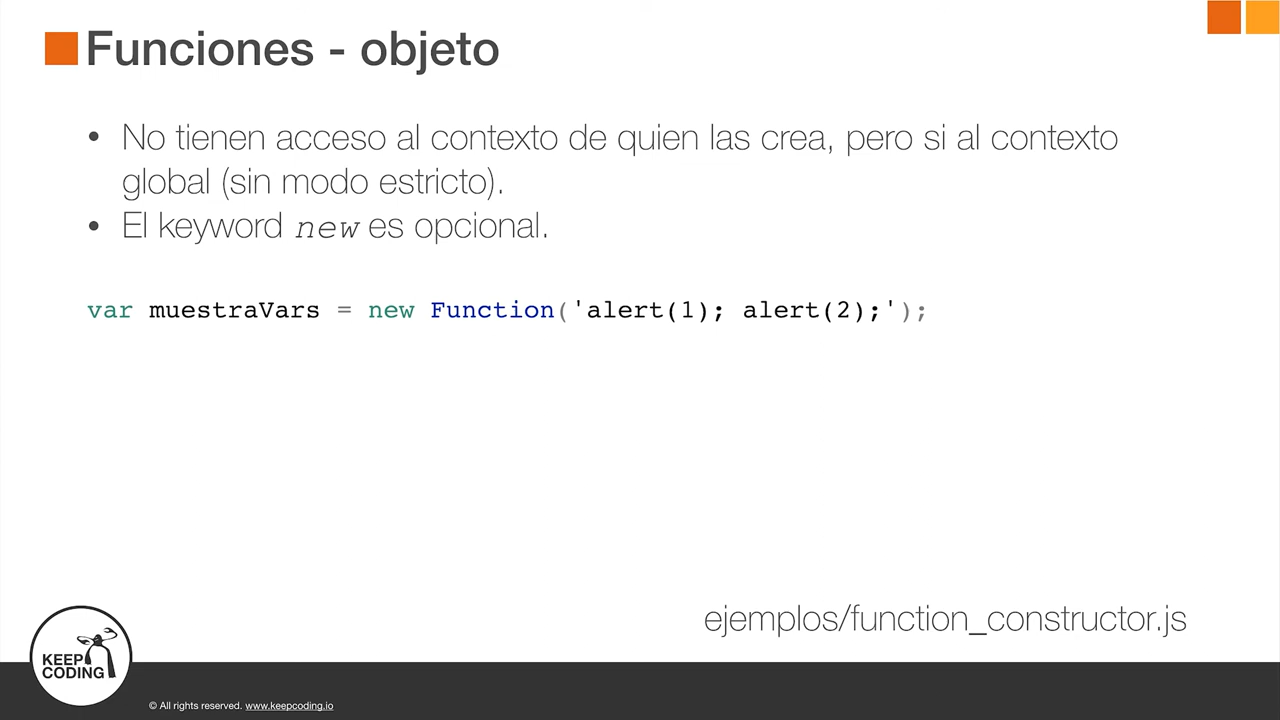 Funciones - objeto
• No tienen acceso al contexto de quien las crea, pero si al contexto
global (sin modo estricto).
• El keyword new es opcional.
var muestraVars = new Function('alert(1); alert(2);');
ejemplos/function_constructor.js
KEEP
CODING
© All rights reserved. www.keepcoding.io